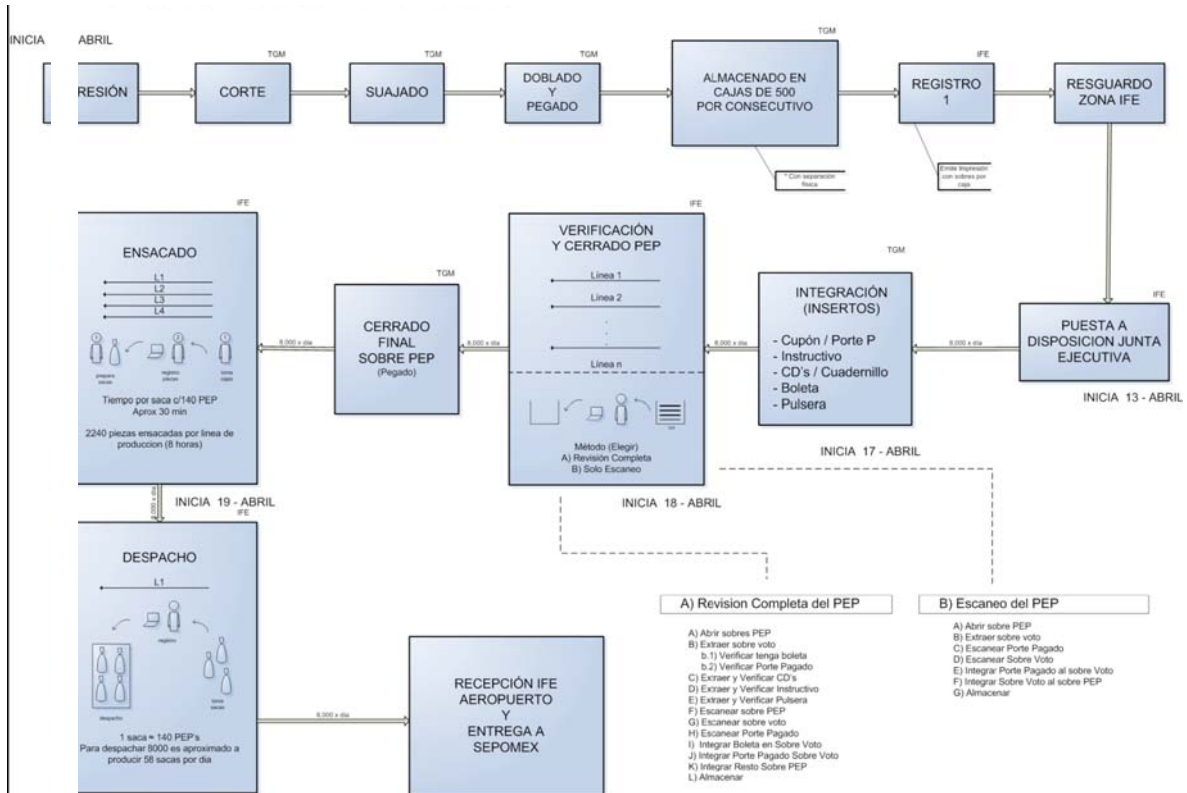 INICIA ABRIL
TGM
TGM
TGM
TGM
IFE
RESIÓN
CORTE
SUAJADO
DOBLADO
Y
PEGADO
ALMACENADO EN
CAJAS DE 500
POR CONSECUTIVO
REGISTRO
1
RESGUARDO
ZONA IFE
* Con separación
física
Emite Impresión
con sobres por
caja
IFE
ENSACADO
L1
L2
L3
L4
prepara
sacas
registro
piezas
toma
cajas
Tiempo por saca c/140 PEP
Aprox 30 min
2240 piezas ensacadas por linea de
produccion (8 horas)
8,000 x día
TGM
CERRADO
FINAL
SOBRE PEP
(Pegado)
8,000 x día
IFE
VERIFICACIÓN
Y CERRADO PEP
Línea 1
Línea 2
Línea n
Método (Elegir)
A) Revisión Completa
B) Solo Escaneo
8,000 x día
TGM
INTEGRACIÓN
(INSERTOS)
- Cupón / Porte P
- Instructivo
- CD's / Cuadernillo
- Boleta
- Pulsera
8,000 x día
IFE
PUESTA A
DISPOSICION JUNTA
EJECUTIVA
INICIA 13 - ABRIL
INICIA 17 - ABRIL
INICIA 18 - ABRIL
INICIA 19 - ABRIL
8,000 x día
IFE
DESPACHO
L1
registro
despacho
toma
sacas
1 saca = 140 PEP's
Para despachar 8000 es aproximado a
producir 58 sacas por dia
8,000 x día
RECEPCIÓN IFE
AEROPUERTO
Y
ENTREGA A
SEPOMEX
A) Revision Completa del PEP
A) Abrir sobres PEP
B) Extraer sobre voto
b.1) Verificar tenga boleta
b.2) Verificar Porte Pagado
C) Extraer y Verificar CD's
D) Extraer y Verificar Instructivo
E) Extraer y Verificar Pulsera
F) Escanear sobre PEP
G) Escanear sobre voto
H) Escanear Porte Pagado
I) Integrar Boleta en Sobre Voto
J) Integrar Porte Pagado Sobre Voto
K) Integrar Resto Sobre PEP
L) Almacenar
B) Escaneo del PEP
A) Abrir sobre PEP
B) Extraer sobre voto
C) Escanear Porte Pagado
D) Escanear Sobre Voto
E) Integrar Porte Pagado al sobre Voto
F) Integrar Sobre Voto al sobre PEP
G) Almacenar